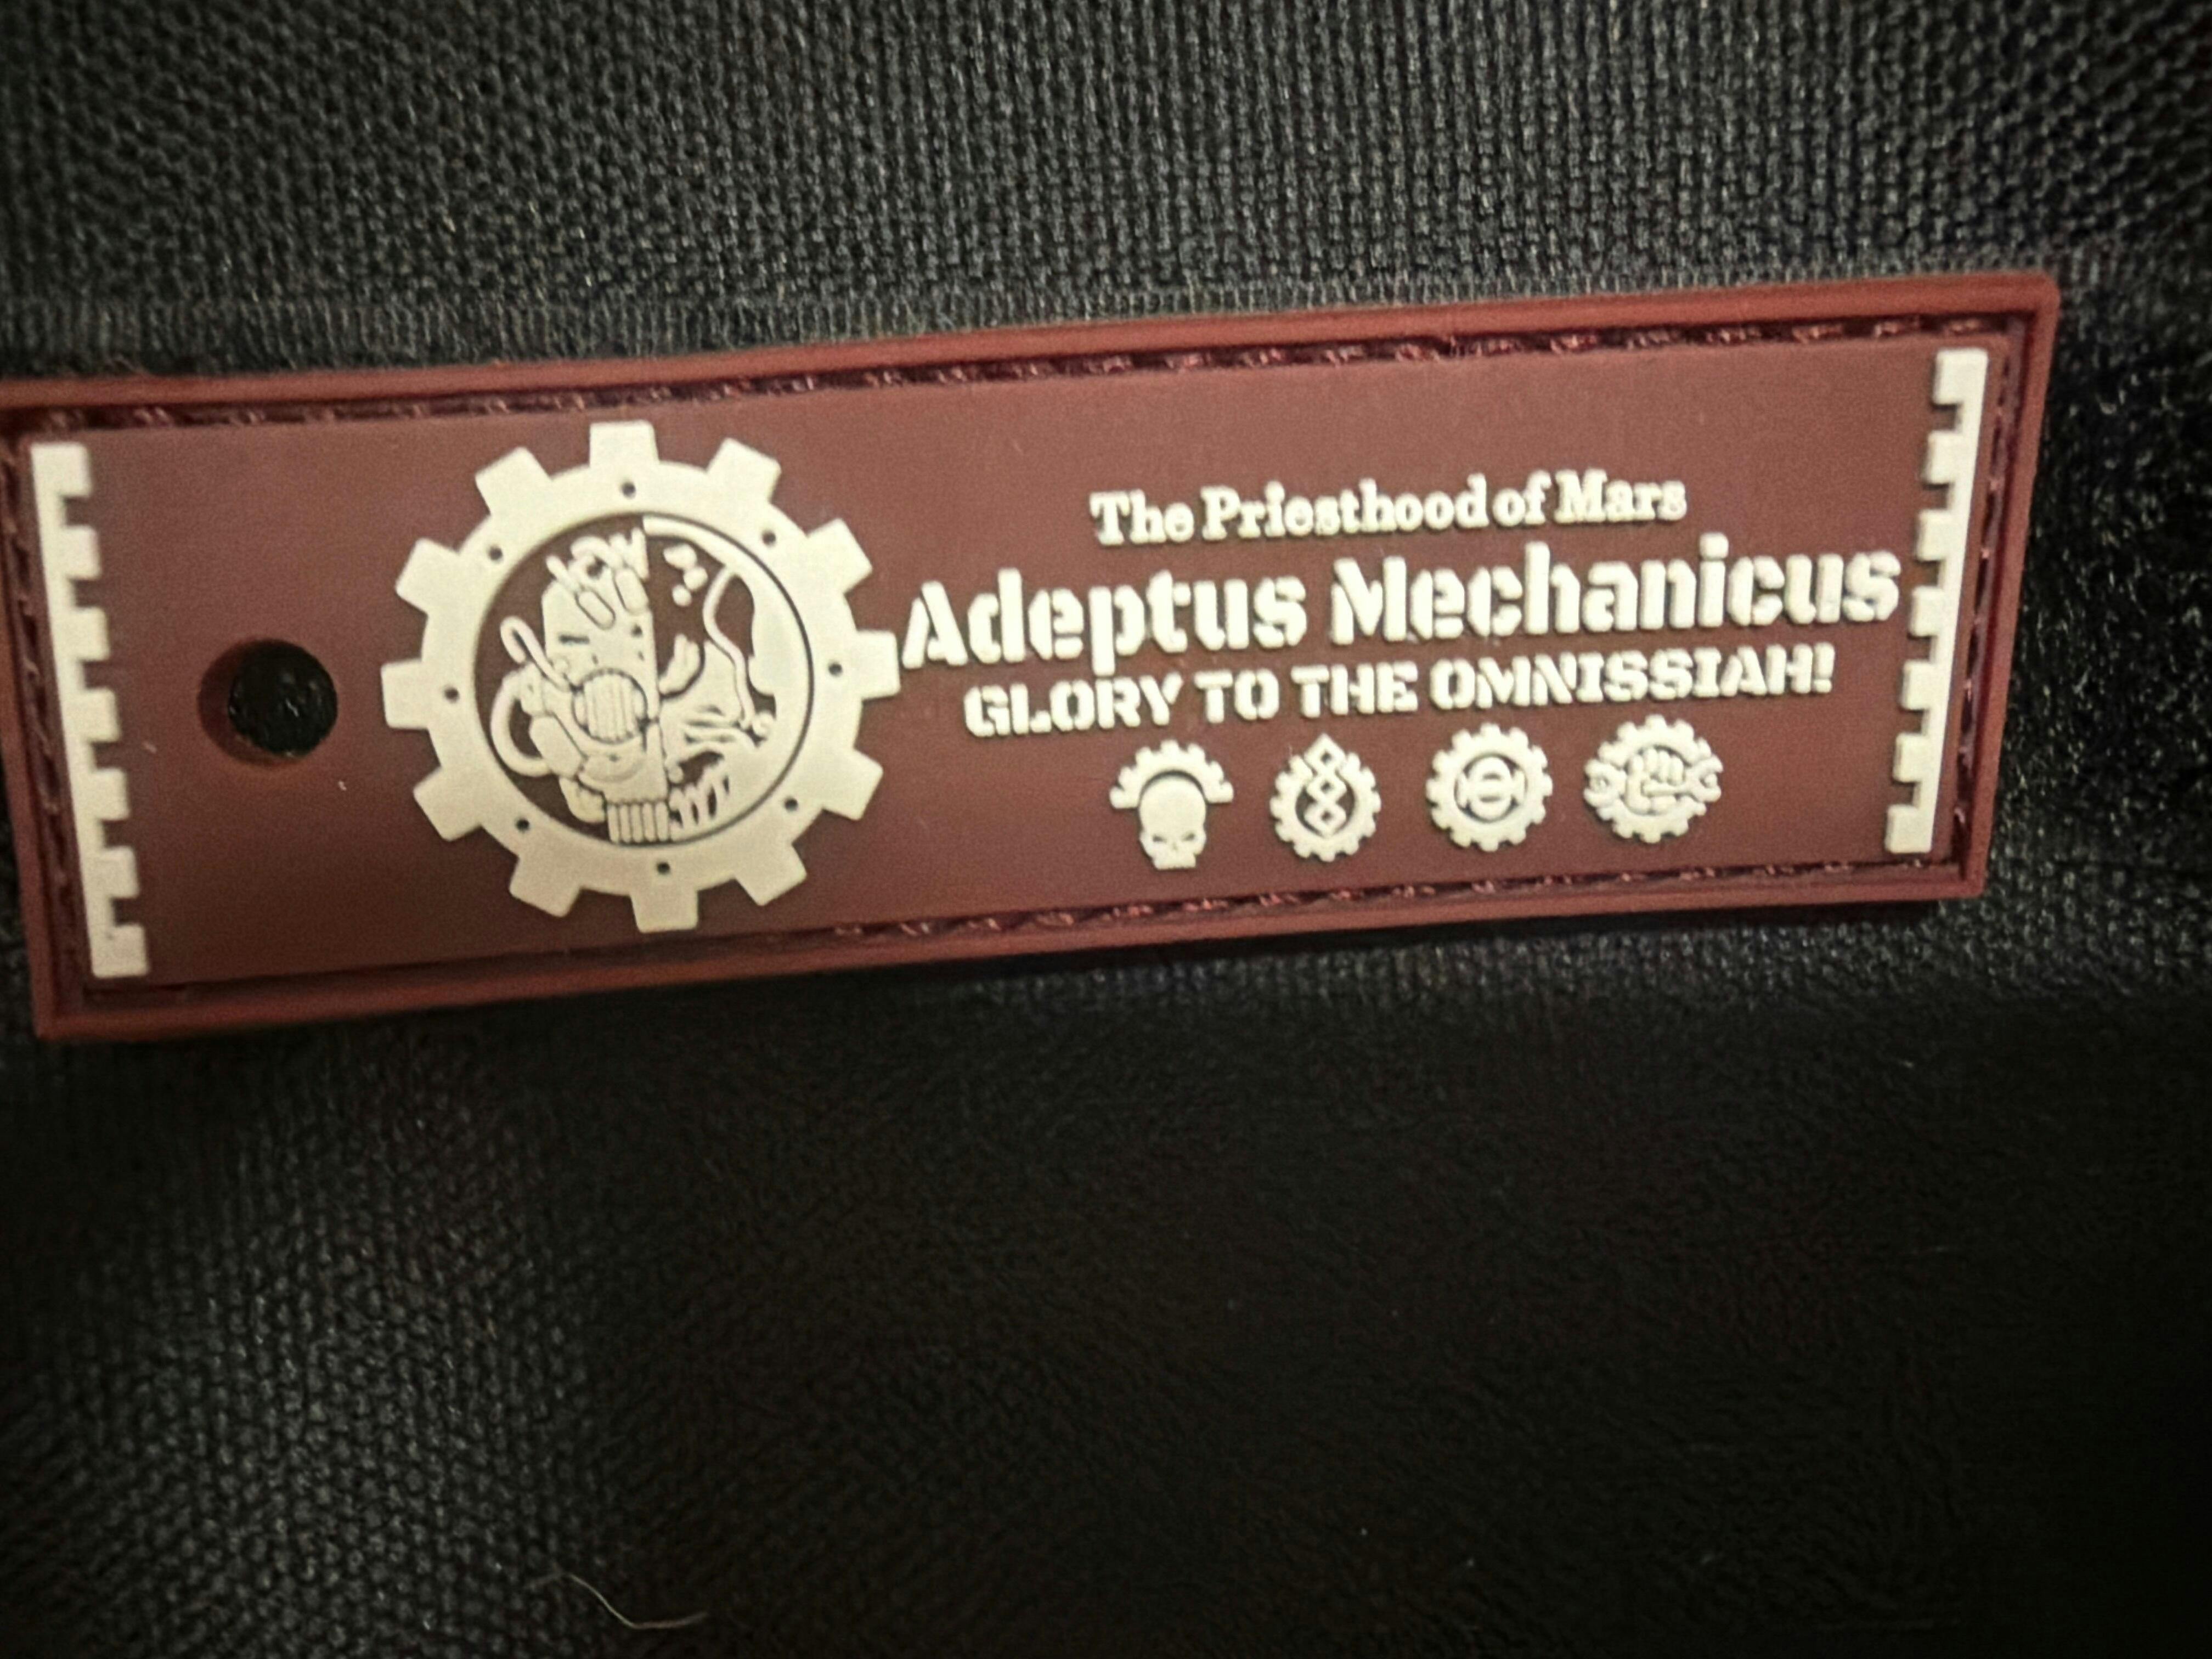 The Priesthood of Mars
Adeptus Mechanicus
GLORY TO THE OMNISSIAH!